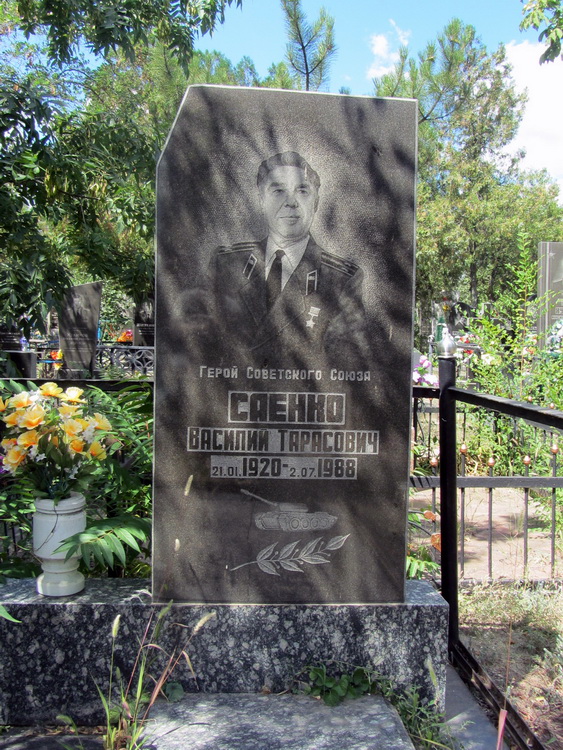 Герой Советского Союза
САЕНКО
ВАСИЛИЙ ТАРАСОВИЧ
21.01.1920-2.07.1988